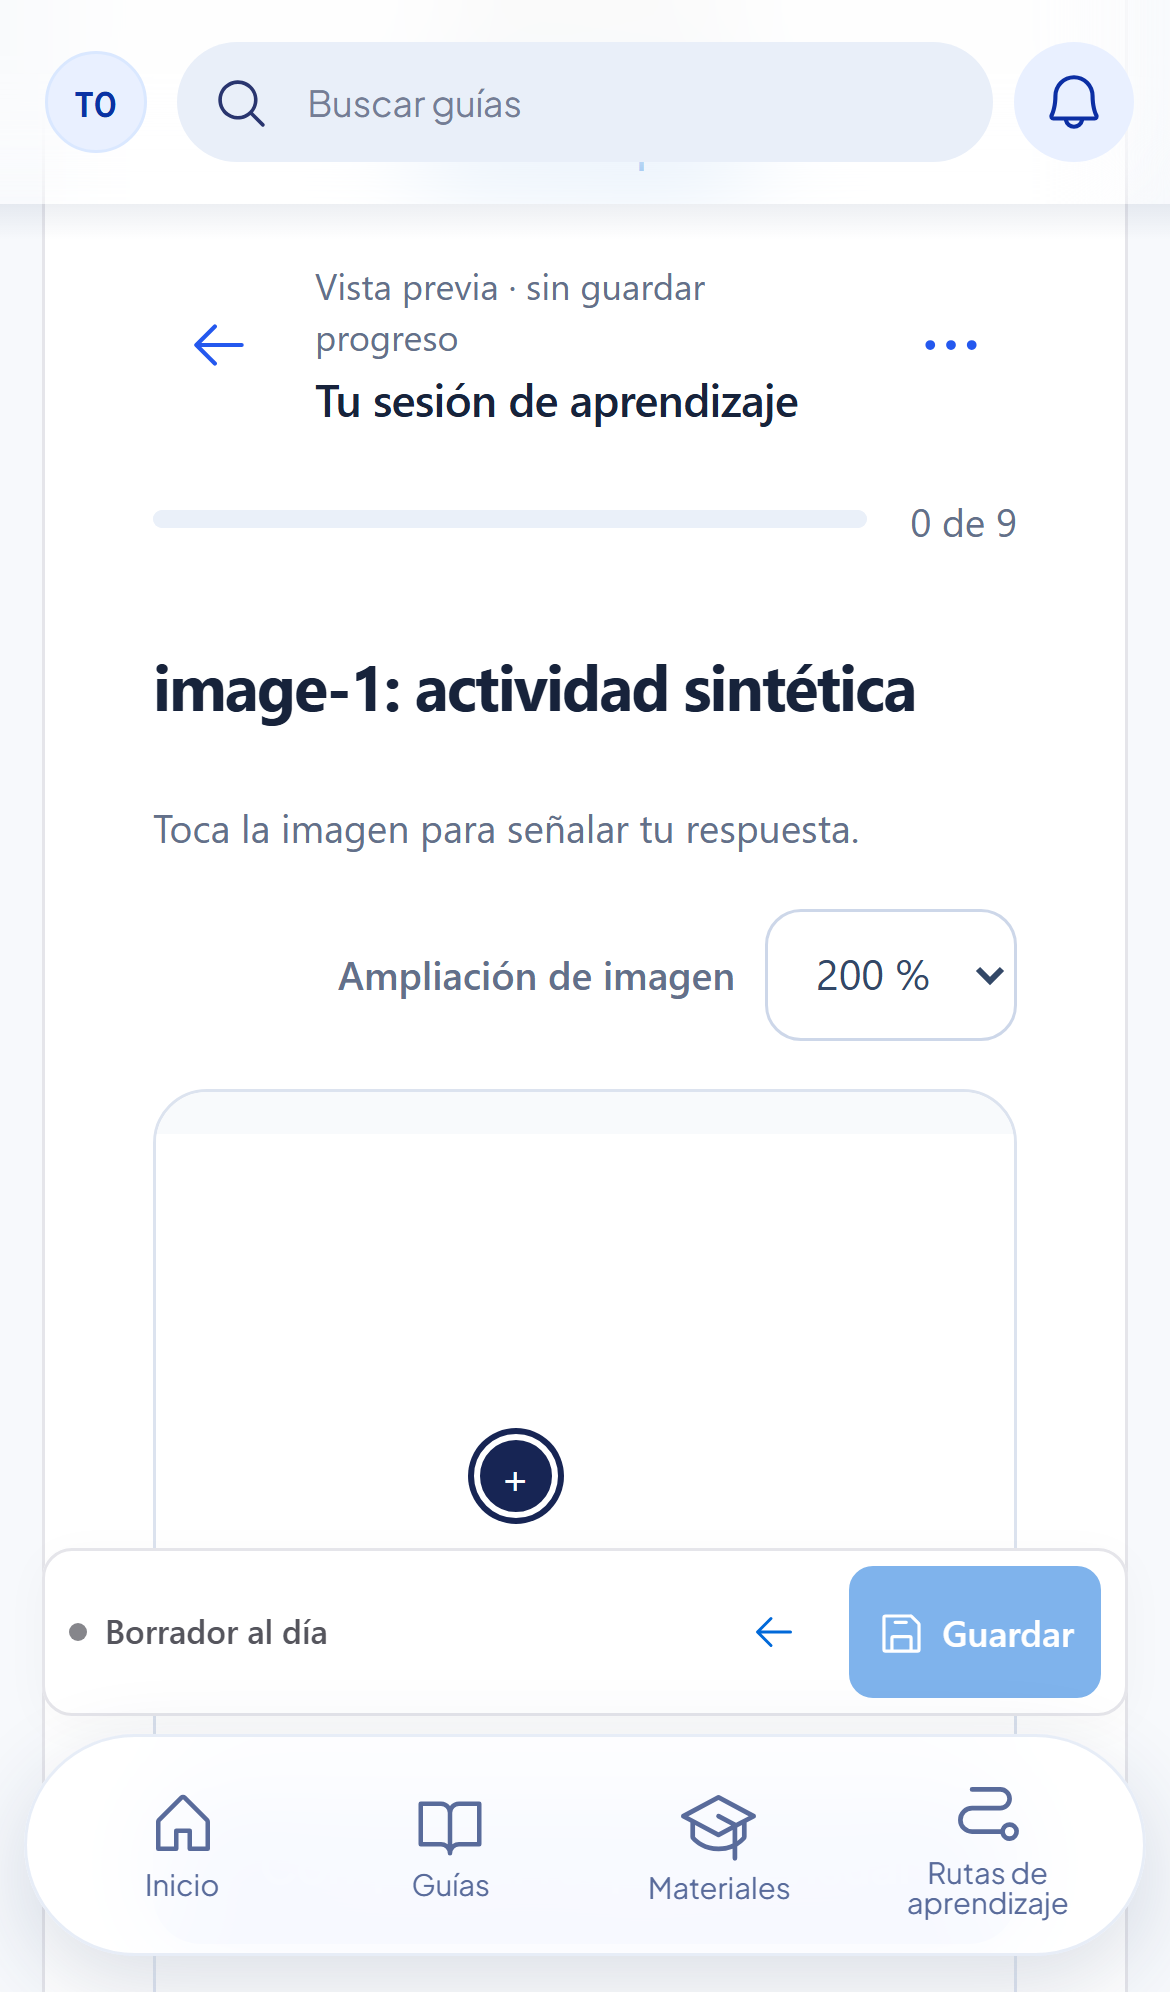 TO
Buscar guías
Vista previa · sin guardar
progreso
Tu sesión de aprendizaje
0 de 9
image-1: actividad sintética
Toca la imagen para señalar tu respuesta.
Ampliación de imagen
200 %
+
Borrador al día
Guardar
Inicio
Guías
Materiales
Rutas de
aprendizaje